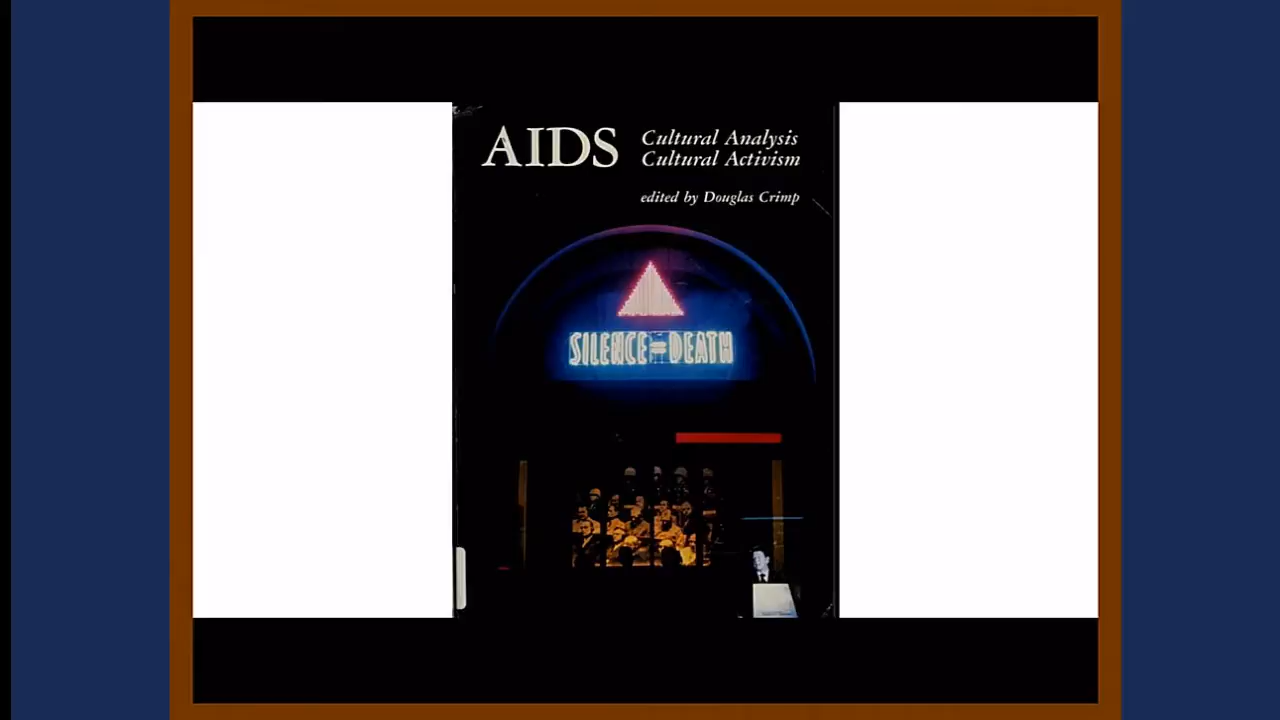 AIDS
Cultural Analysis
Cultural Activism
edited by Douglas Crimp
SILENCE=DEATH